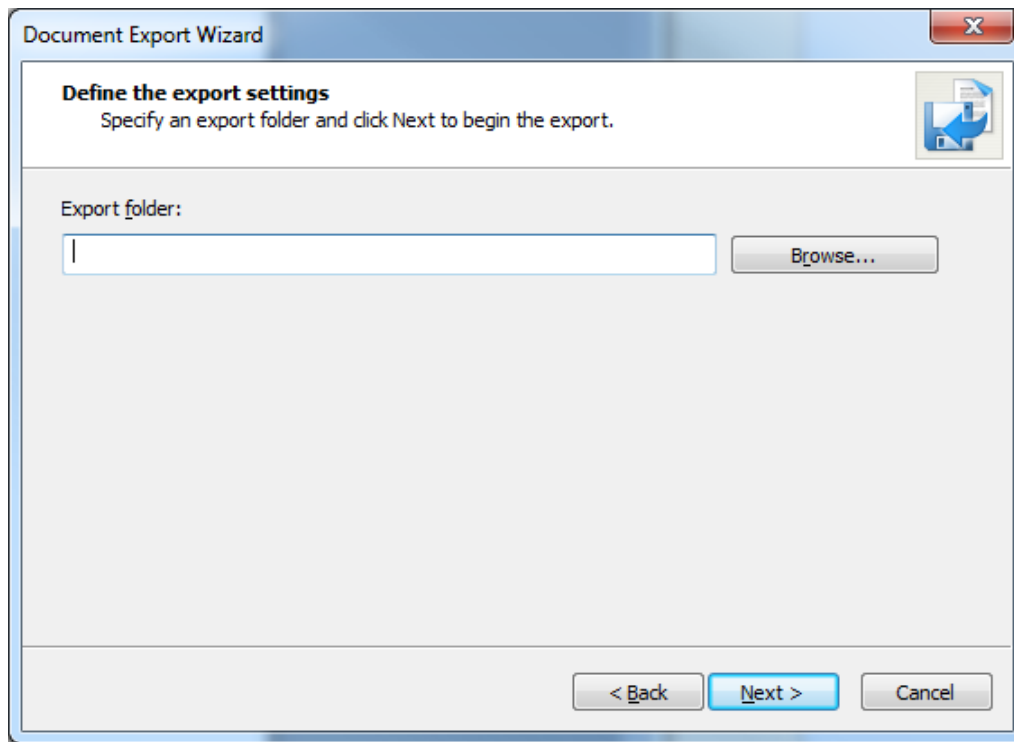 Document Export Wizard
Define the export settings
Specify an export folder and click Next to begin the export.
Export folder:
Browse...
< Back
Next >
Cancel